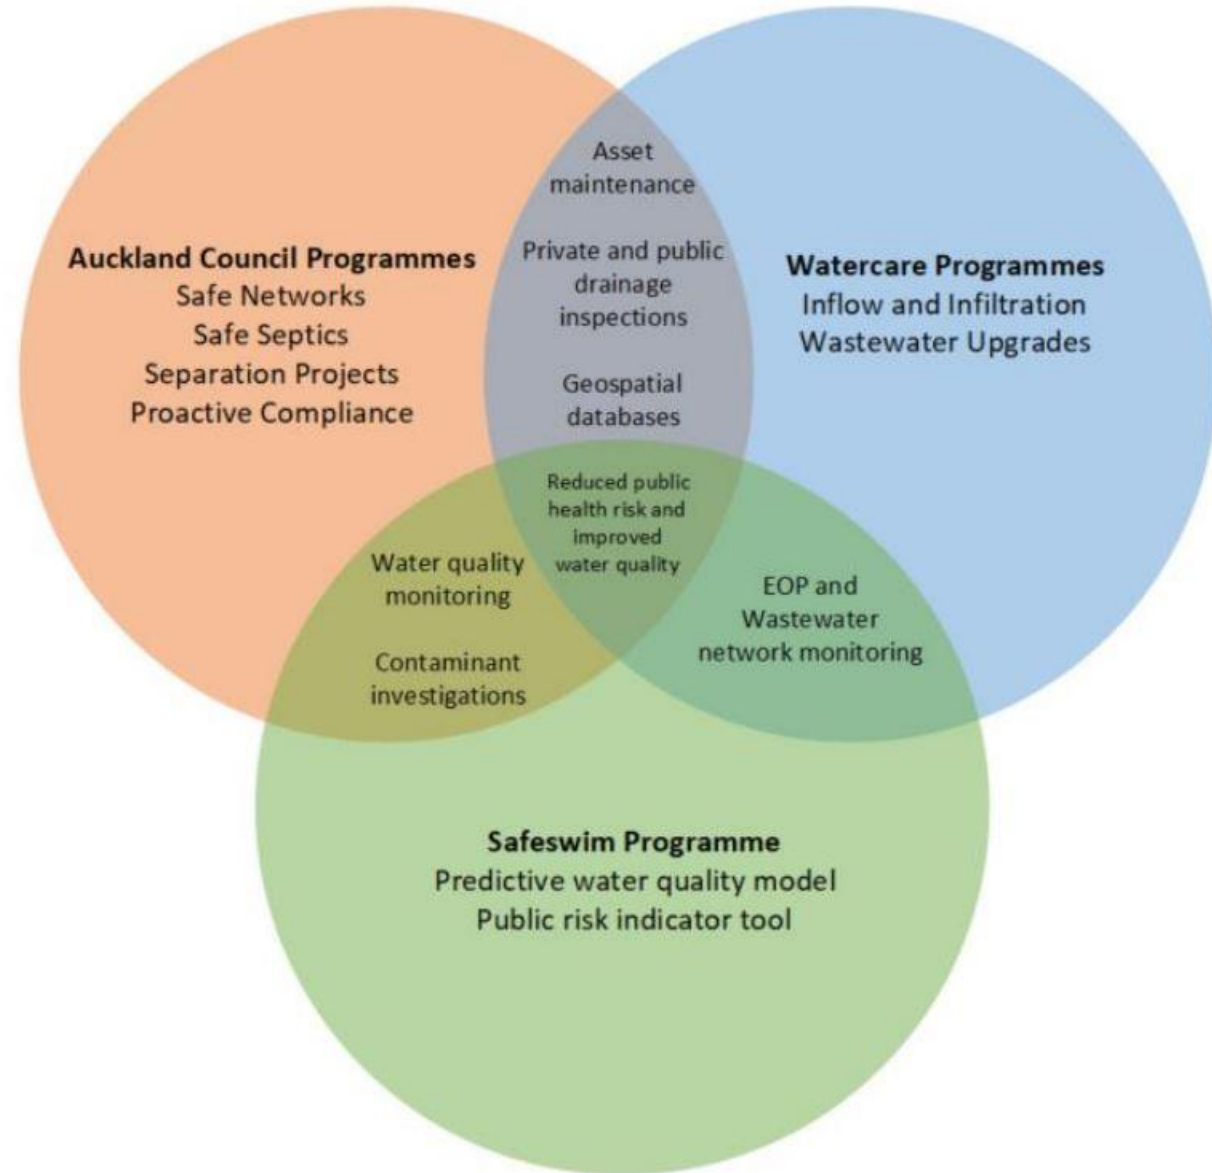 Asset
maintenance
Private and public
drainage
inspections
Geospatial
databases
Auckland Council Programmes
Safe Networks
Safe Septics
Separation Projects
Proactive Compliance
Watercare Programmes
Inflow and Infiltration
Wastewater Upgrades
Reduced public
health risk and
improved
water quality
Water quality
monitoring
Contaminant
investigations
EOP and
Wastewater
network monitoring
Safeswim Programme
Predictive water quality model
Public risk indicator tool